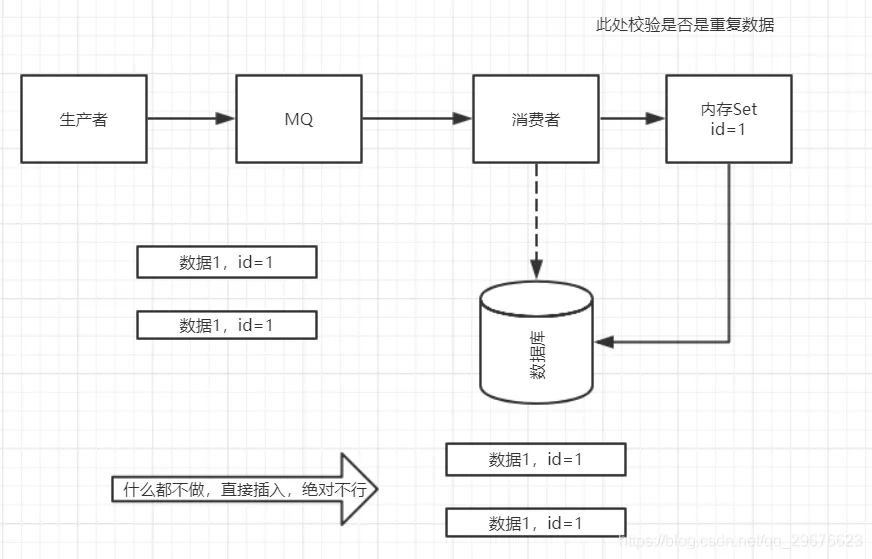 此处校验是否是重复数据
生产者
MQ
消费者
内存Set
id=1
数据1，id=1
数据1，id=1
数据库
数据1，id=1
什么都不做，直接插入，绝对不行
数据1，id=1
https://blog.csdn.net/qq_29676623